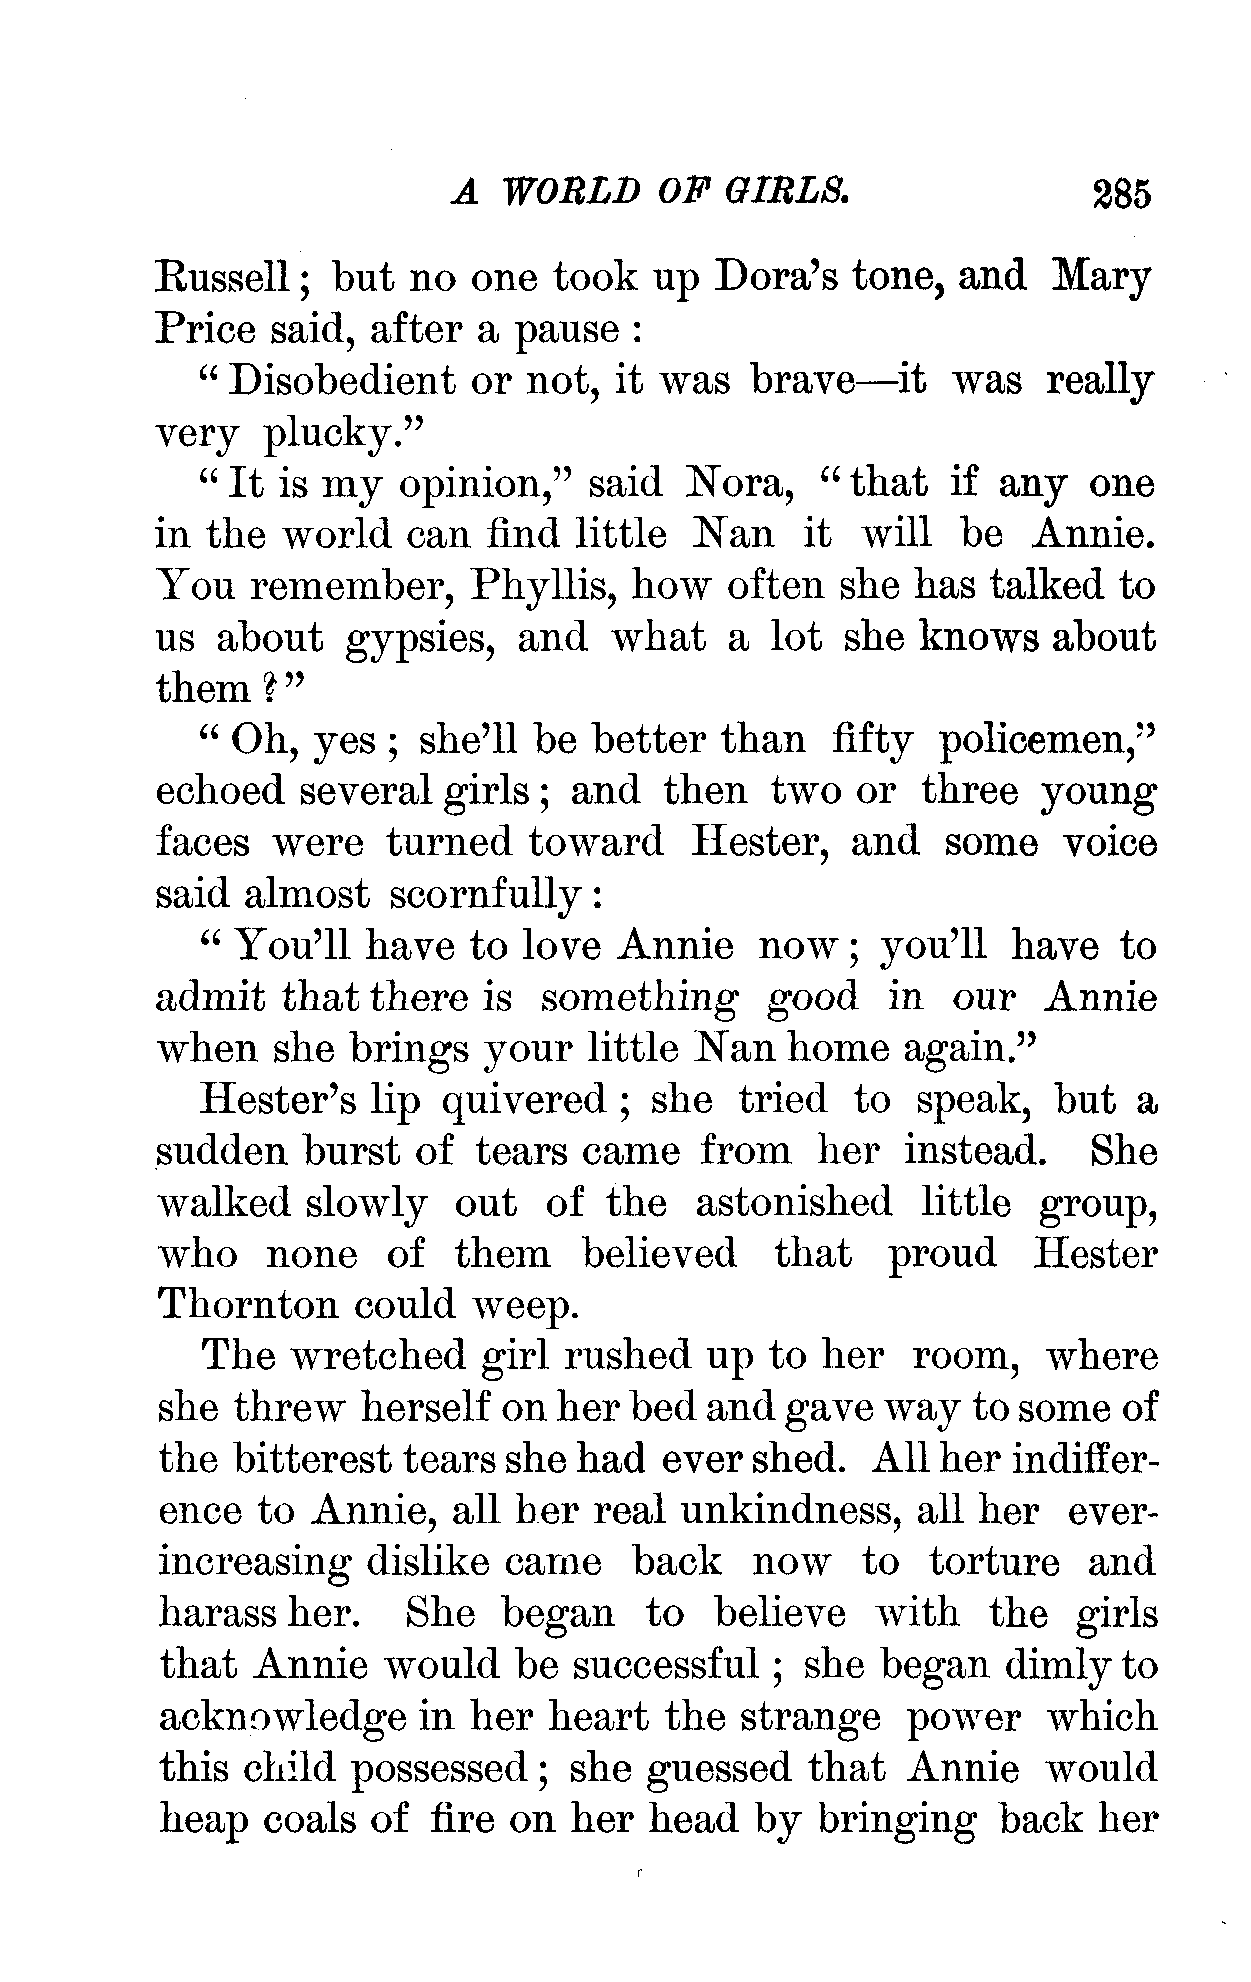 A WORLD OF GIRLS. 285
Russell; but no one took up Dora's tone, and Mary
Price said, after a pause:
"Disobedient or not, it was brave—it was really
very plucky."
"It is my opinion," said Nora, "that if any one
in the world can find little Nan it will be Annie.
You remember, Phyllis, how often she has talked to
us about gypsies, and what a lot she knows about
them?"
"Oh, yes; she'll be better than fifty policemen,"
echoed several girls; and then two or three young
faces were turned toward Hester, and some voice
said almost scornfully:
"You'll have to love Annie now; you'll have to
admit that there is something good in our Annie
when she brings your little Nan home again."
Hester's lip quivered; she tried to speak, but a
sudden burst of tears came from her instead. She
walked slowly out of the astonished little group,
who none of them believed that proud Hester
Thornton could weep.
The wretched girl rushed up to her room, where
she threw herself on her bed and gave way to some of
the bitterest tears she had ever shed. All her indiffer-
ence to Annie, all her real unkindness, all her ever-
increasing dislike came back now to torture and
harass her. She began to believe with the girls
that Annie would be successful; she began dimly to
acknowledge in her heart the strange power which
this child possessed; she guessed that Annie would
heap coals of fire on her head by bringing back her